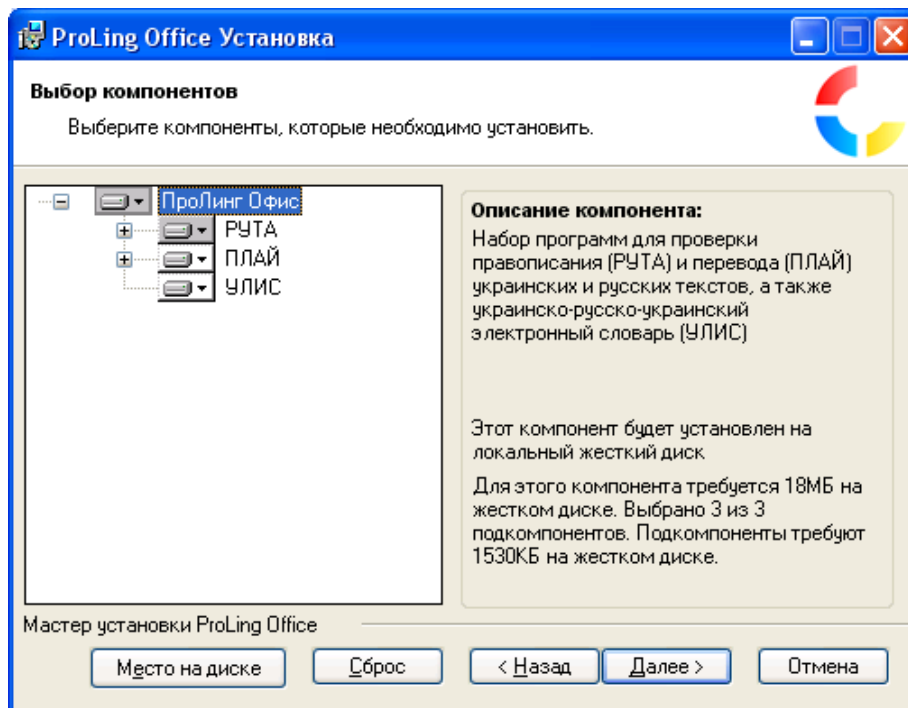 ProLing Office Установка
Выбор компонентов
Выберите компоненты, которые необходимо установить.
ПроЛинг Офис
РУТА
ПЛАЙ
УЛИС
Описание компонента:
Набор программ для проверки
правописания (РУТА) и перевода (ПЛАЙ)
украинских и русских текстов, а также
украинско-русско-украинский
электронный словарь (УЛИС)
Этот компонент будет установлен на
локальный жесткий диск
Для этого компонента требуется 18МБ на
жестком диске. Выбрано 3 из 3
подкомпонентов. Подкомпоненты требуют
1530КБ на жестком диске.
Мастер установки ProLing Office
Место на диске
Сброс
< Назад
Далее >
Отмена